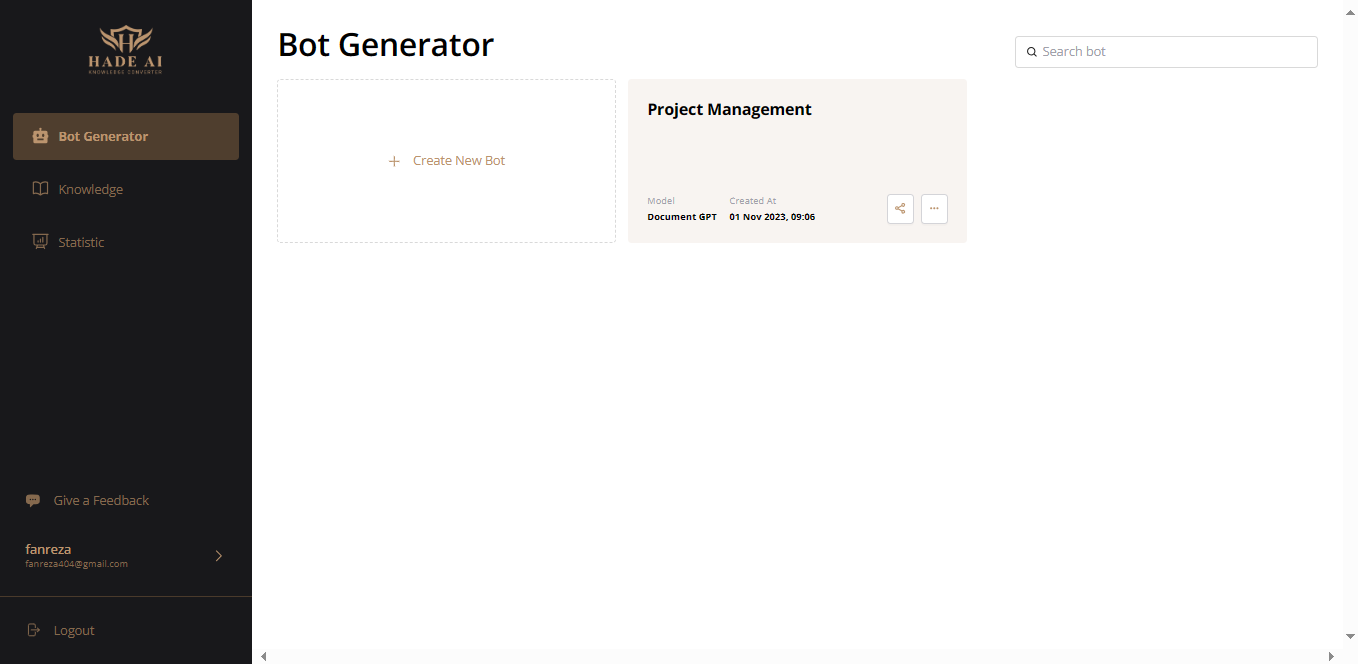 HADE AI
KNOWLEDGE CONVERTER
Bot Generator
Knowledge
Statistic
Give a Feedback
fanreza
fanreza404@gmail.com
Logout
Bot Generator
Search bot
Create New Bot
Project Management
Model
Created At
Document GPT
01 Nov 2023, 09:06